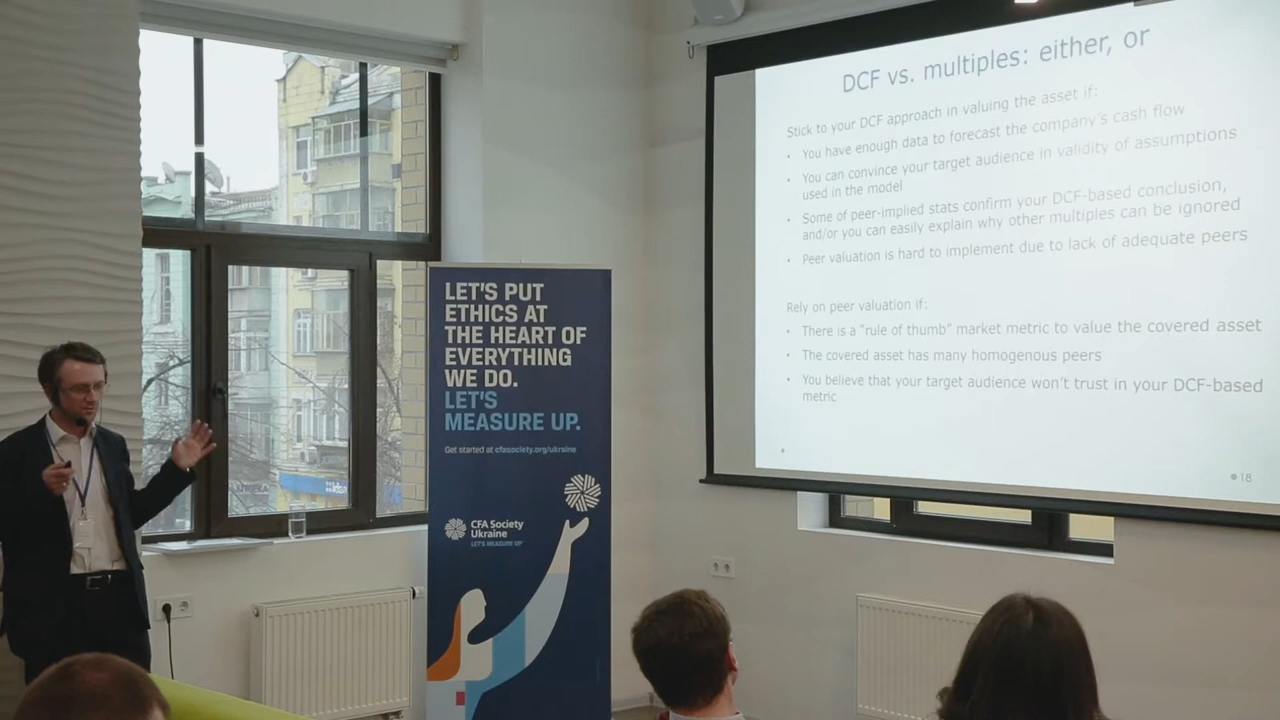 DCF vs. multiples: either, or
Stick to your DCF approach in valuing the asset if:
• You have enough data to forecast the company's cash flow
• You can convince your target audience in validity of assumptions
used in the model
• Some of peer-implied stats confirm your DCF-based conclusion,
and/or you can easily explain why other multiples can be ignored
• Peer valuation is hard to implement due to lack of adequate peers
Rely on peer valuation if:
• There is a "rule of thumb" market metric to value the covered asset
• The covered asset has many homogenous peers
• You believe that your target audience won't trust in your DCF-based
metric
18
LET'S PUT
ETHICS AT
THE HEART OF
EVERYTHING
WE DO.
LET'S
MEASURE UP.
Get started at cfasociety.org/ukraine
CFA Society
Ukraine
LET'S MEASURE UP